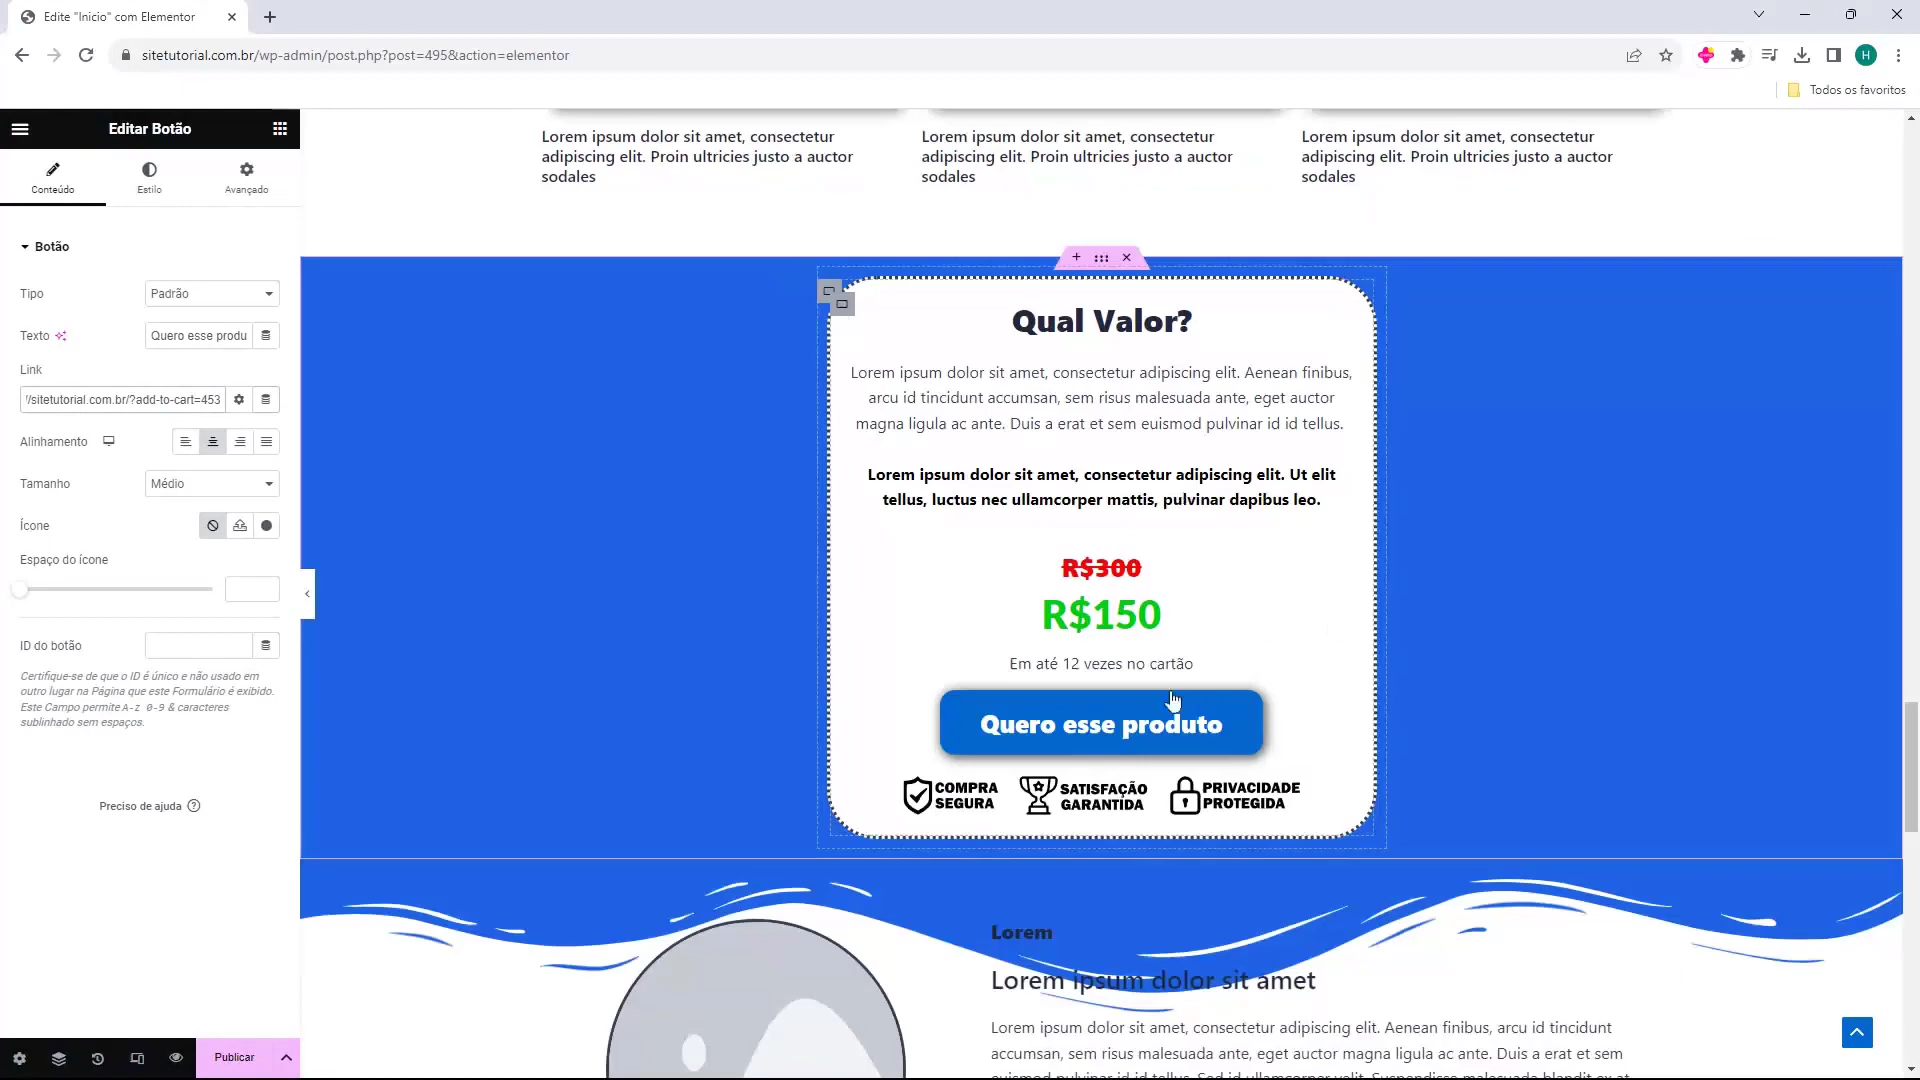 Edite "Inicio" com Elementor
sitetutorial.com.br/wp-admin/post.php?post=495&action=elementor
H
Todos os favoritos
Editar Botão
Conteúdo
Estilo
Avançado
Botão
Tipo
Padrão
Texto
Quero esse produ
Link
/sitetutorial.com.br/?add-to-cart=453
Alinhamento
Tamanho
Médio
Ícone
Espaço do ícone
ID do botão
Certifique-se de que o ID é único e não usado em
outro lugar na Página que este Formulário é exibido.
Este Campo permite A-z 0-9 & caracteres
sublinhado sem espaços.
Preciso de ajuda
Publicar
Lorem ipsum dolor sit amet, consectetur
adipiscing elit. Proin ultricies justo a auctor
sodales
Lorem ipsum dolor sit amet, consectetur
adipiscing elit. Proin ultricies justo a auctor
sodales
Lorem ipsum dolor sit amet, consectetur
adipiscing elit. Proin ultricies justo a auctor
sodales
Qual Valor?
Lorem ipsum dolor sit amet, consectetur adipiscing elit. Aenean finibus,
arcu id tincidunt accumsan, sem risus malesuada ante, eget auctor
magna ligula ac ante. Duis a erat et sem euismod pulvinar id id tellus.
Lorem ipsum dolor sit amet, consectetur adipiscing elit. Ut elit
tellus, luctus nec ullamcorper mattis, pulvinar dapibus leo.
R$300
R$150
Em até 12 vezes no cartão
Quero esse produto
COMPRA
SEGURA
SATISFAÇÃO
GARANTIDA
PRIVACIDADE
PROTEGIDA
Lorem
Lorem ipsum dolor sit amet
Lorem ipsum dolor sit amet, consectetur adipiscing elit. Aenean finibus, arcu id tincidunt
accumsan, sem risus malesuada ante, eget auctor magna ligula ac ante. Duis a erat et sem